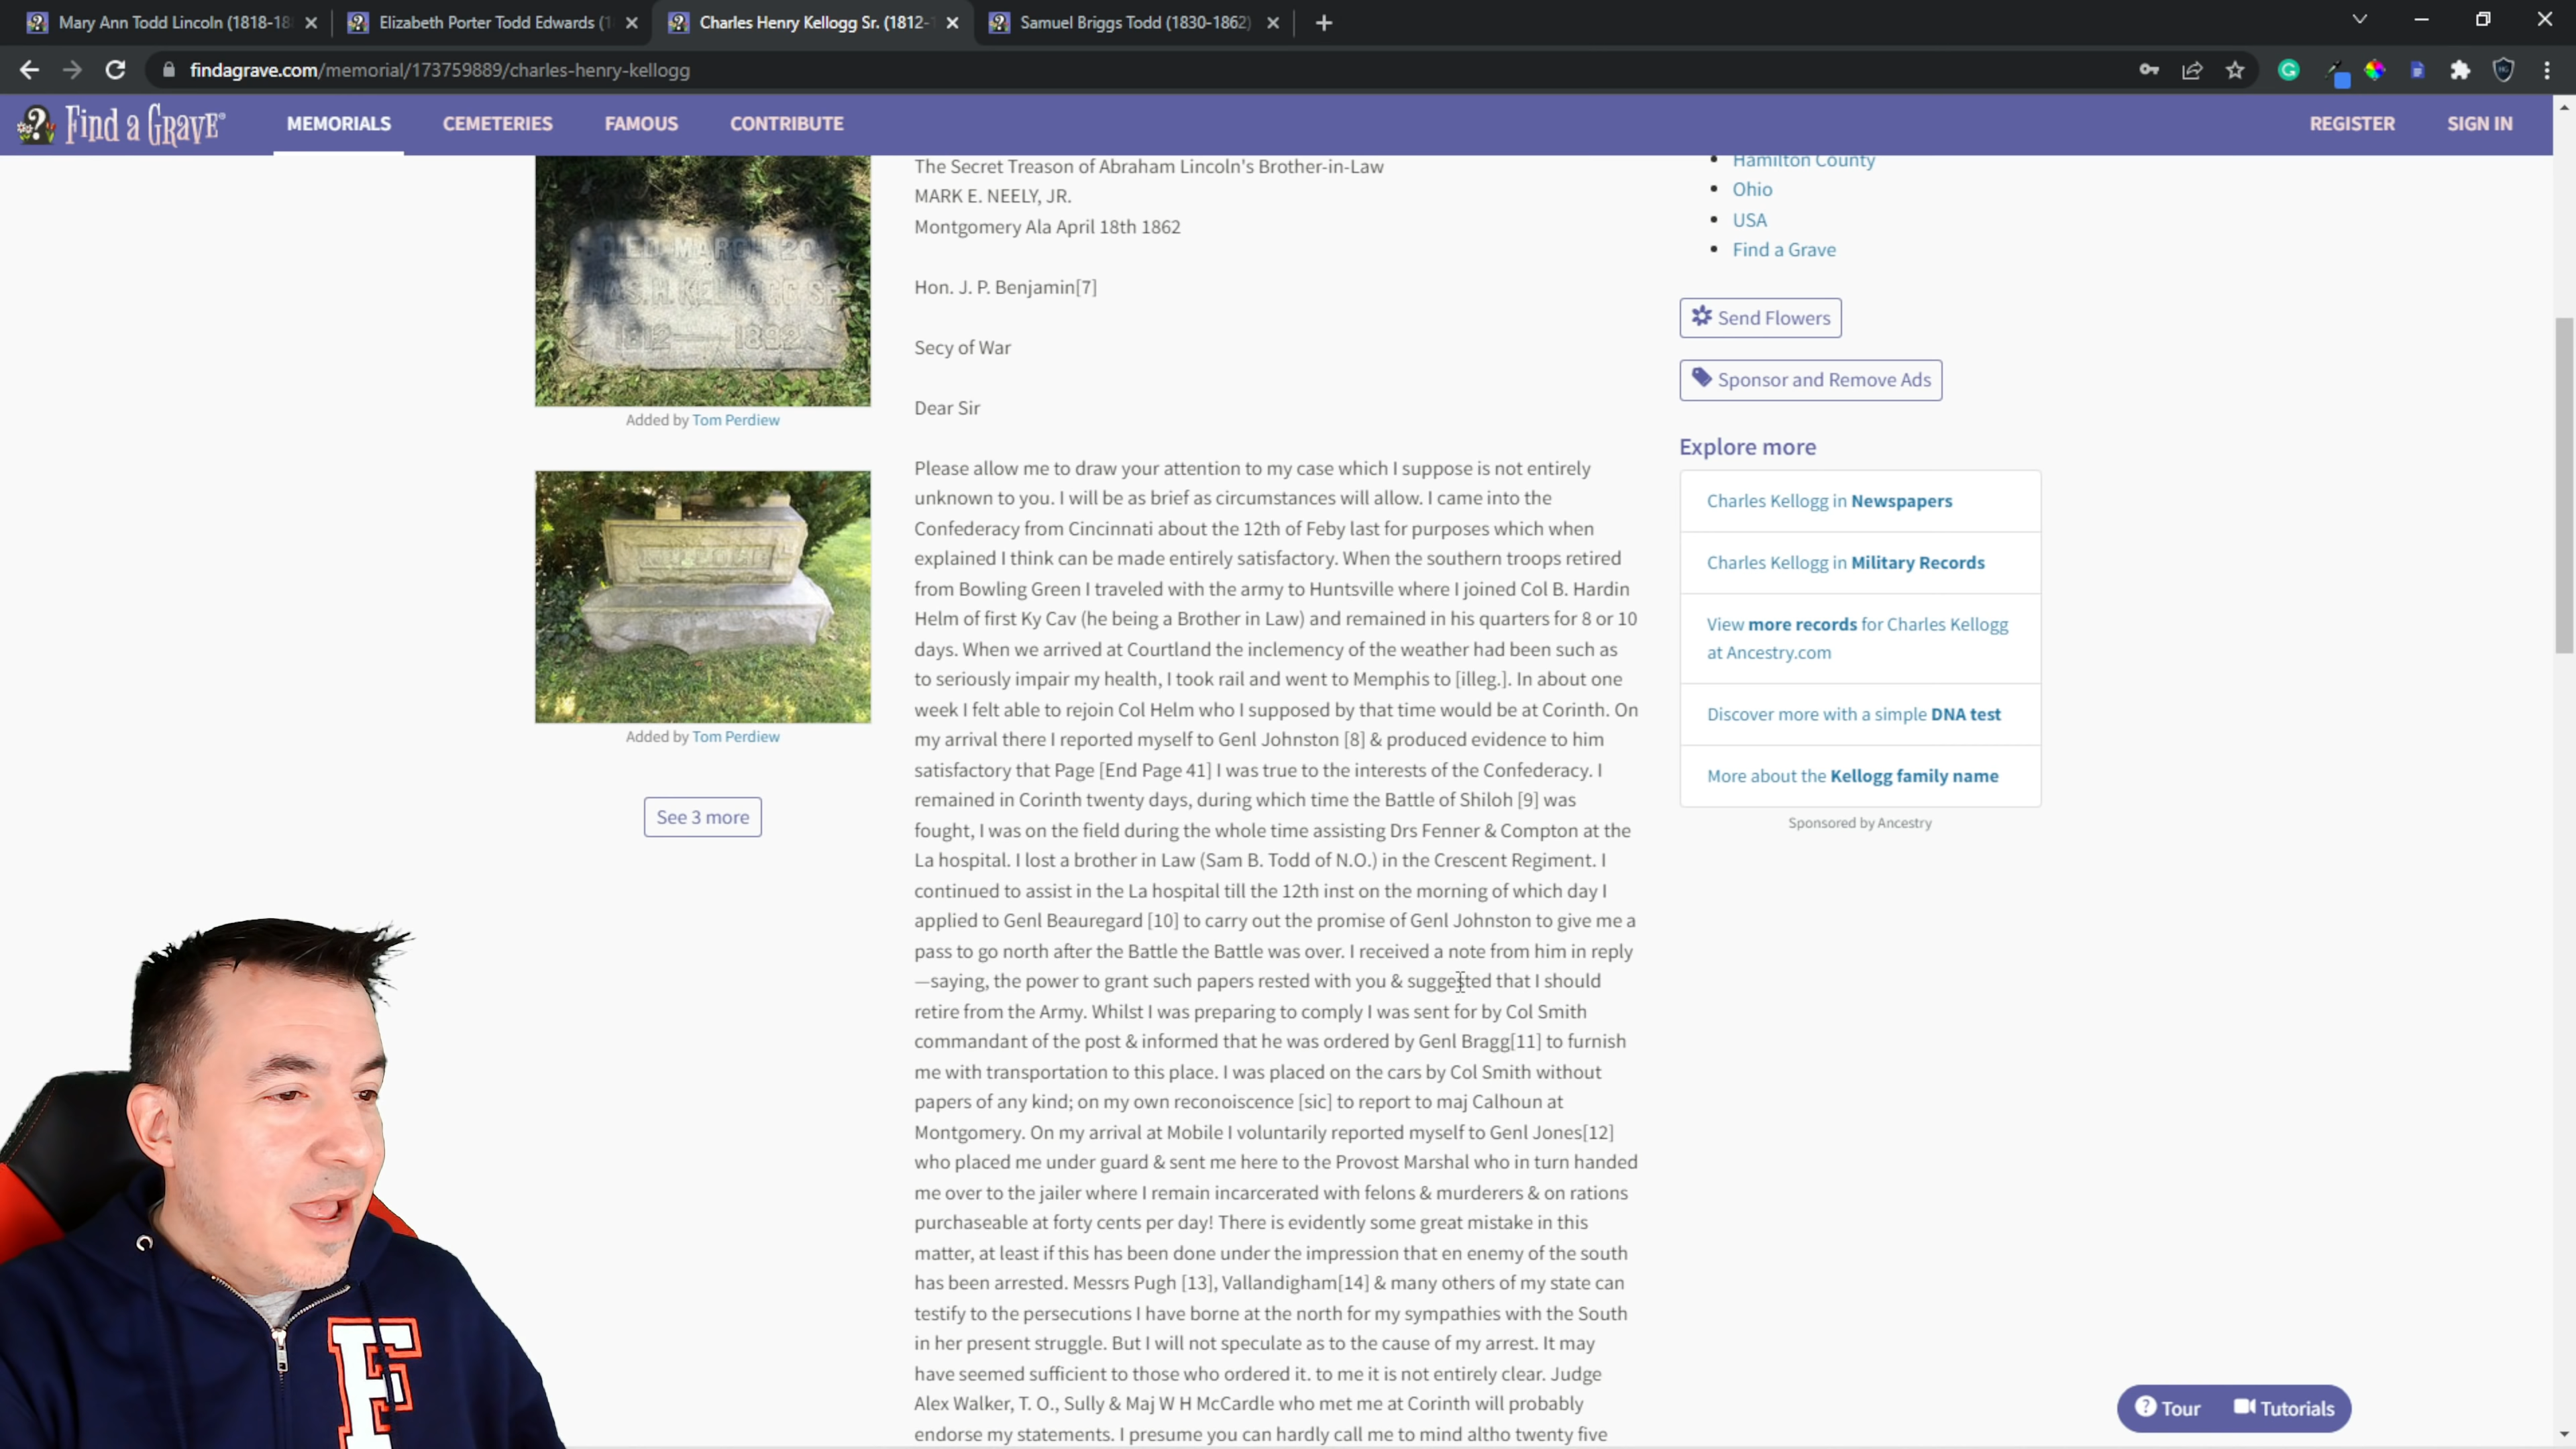 Mary Ann Todd Lincoln (1818-18
Elizabeth Porter Todd Edwards (1
Charles Henry Kellogg Sr. (1812-
Samuel Briggs Todd (1830-1862)
findagrave.com/memorial/173759889/charles-henry-kellogg
Find a Grave®
MEMORIALS
CEMETERIES
FAMOUS
CONTRIBUTE
REGISTER
SIGN IN
DIED MARCH 20
CHAS. H. KELLOGG SR
1812 — 1892
Added by Tom Perdiew
KELLOGG
Added by Tom Perdiew
See 3 more
The Secret Treason of Abraham Lincoln's Brother-in-Law
MARK E. NEELY, JR.
Montgomery Ala April 18th 1862
Hon. J. P. Benjamin[7]
Secy of War
Dear Sir
Please allow me to draw your attention to my case which I suppose is not entirely
unknown to you. I will be as brief as circumstances will allow. I came into the
Confederacy from Cincinnati about the 12th of Feby last for purposes which when
explained I think can be made entirely satisfactory. When the southern troops retired
from Bowling Green I traveled with the army to Huntsville where I joined Col B. Hardin
Helm of first Ky Cav (he being a Brother in Law) and remained in his quarters for 8 or 10
days. When we arrived at Courtland the inclemency of the weather had been such as
to seriously impair my health, I took rail and went to Memphis to [illeg.]. In about one
week I felt able to rejoin Col Helm who I supposed by that time would be at Corinth. On
my arrival there I reported myself to Genl Johnston [8] & produced evidence to him
satisfactory that Page [End Page 41] I was true to the interests of the Confederacy. I
remained in Corinth twenty days, during which time the Battle of Shiloh [9] was
fought, I was on the field during the whole time assisting Drs Fenner & Compton at the
La hospital. I lost a brother in Law (Sam B. Todd of N.O.) in the Crescent Regiment. I
continued to assist in the La hospital till the 12th inst on the morning of which day I
applied to Genl Beauregard [10] to carry out the promise of Genl Johnston to give me a
pass to go north after the Battle the Battle was over. I received a note from him in reply
—saying, the power to grant such papers rested with you & suggested that I should
retire from the Army. Whilst I was preparing to comply I was sent for by Col Smith
commandant of the post & informed that he was ordered by Genl Bragg[11] to furnish
me with transportation to this place. I was placed on the cars by Col Smith without
papers of any kind; on my own reconoiscence [sic] to report to maj Calhoun at
Montgomery. On my arrival at Mobile I voluntarily reported myself to Genl Jones[12]
who placed me under guard & sent me here to the Provost Marshal who in turn handed
me over to the jailer where I remain incarcerated with felons & murderers & on rations
purchaseable at forty cents per day! There is evidently some great mistake in this
matter, at least if this has been done under the impression that en enemy of the south
has been arrested. Messrs Pugh [13], Vallandigham[14] & many others of my state can
testify to the persecutions I have borne at the north for my sympathies with the South
in her present struggle. But I will not speculate as to the cause of my arrest. It may
have seemed sufficient to those who ordered it. to me it is not entirely clear. Judge
Alex Walker, T. O., Sully & Maj W H McCardle who met me at Corinth will probably
endorse my statements. I presume you can hardly call me to mind altho twenty five
Hamilton County
Ohio
USA
Find a Grave
Send Flowers
Sponsor and Remove Ads
Explore more
Charles Kellogg in Newspapers
Charles Kellogg in Military Records
View more records for Charles Kellogg
at Ancestry.com
Discover more with a simple DNA test
More about the Kellogg family name
Sponsored by Ancestry
F
Tour
Tutorials